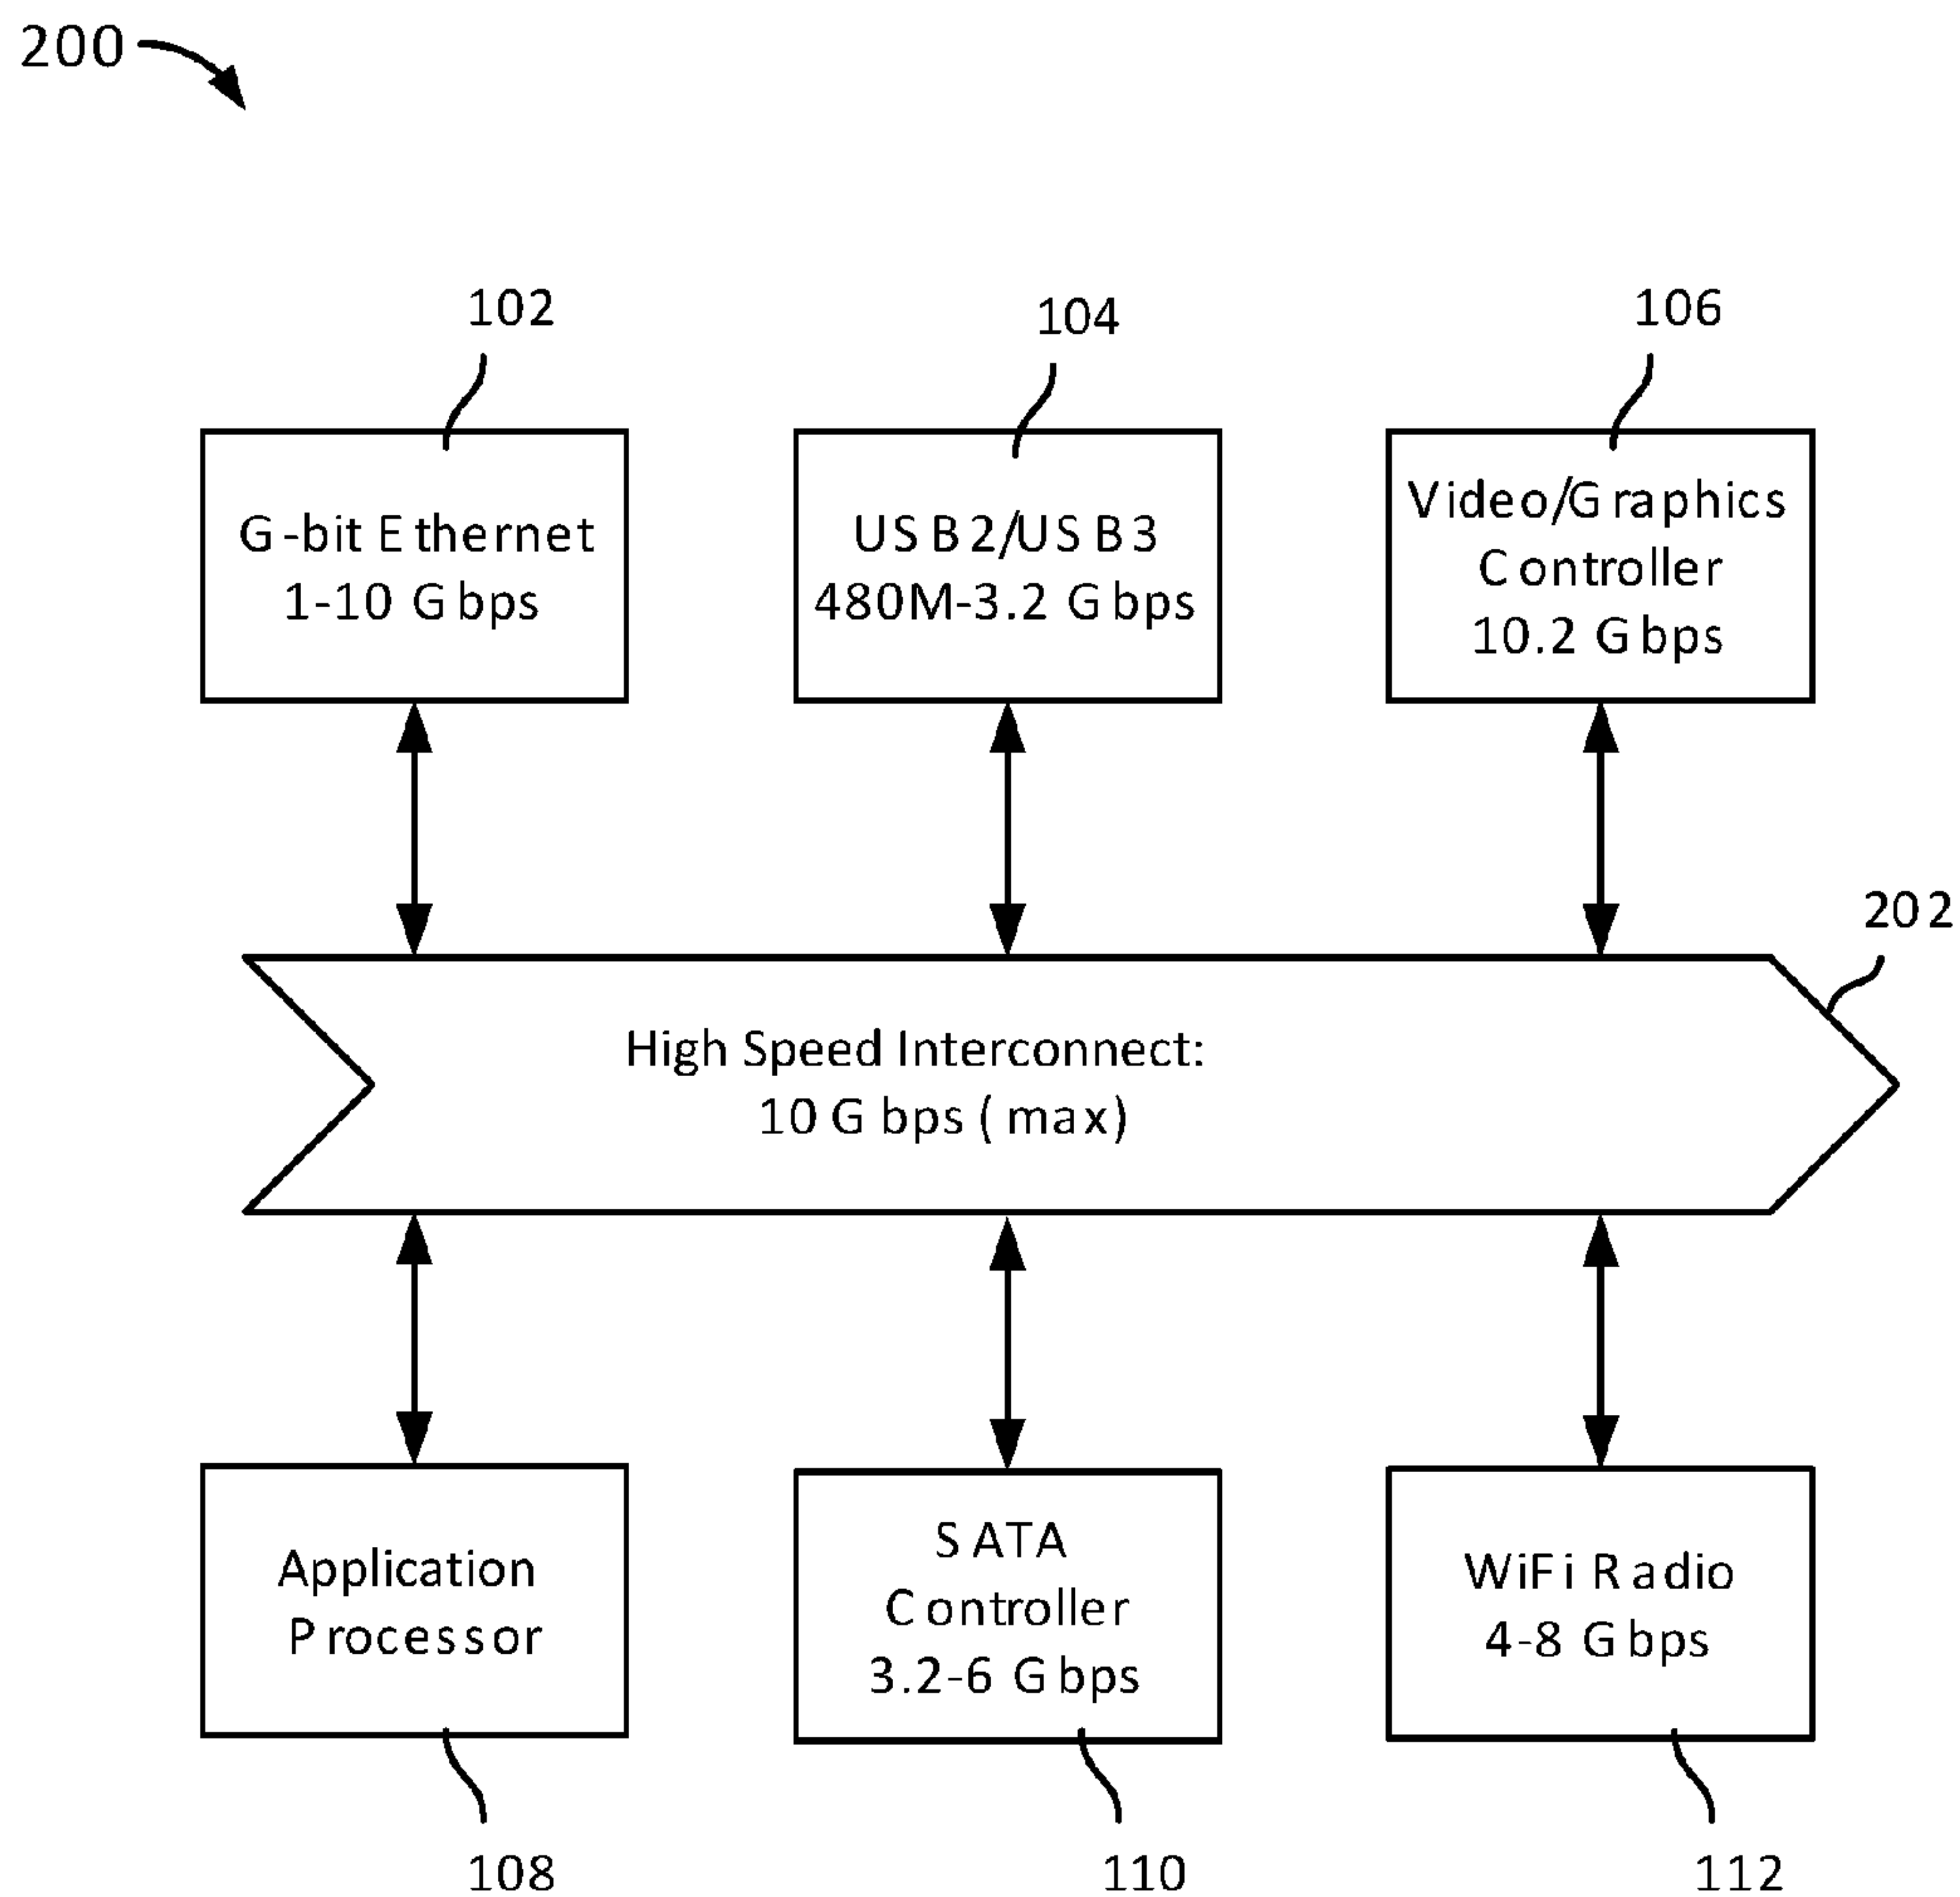 200
102
104
106
G-bit Ethernet
1-10 Gbps
USB2/USB3
480M-3.2 Gbps
Video/Graphics
Controller
10.2 Gbps
202
High Speed Interconnect:
10 Gbps (max)
Application
Processor
SATA
Controller
3.2-6 Gbps
WiFi Radio
4-8 Gbps
108
110
112